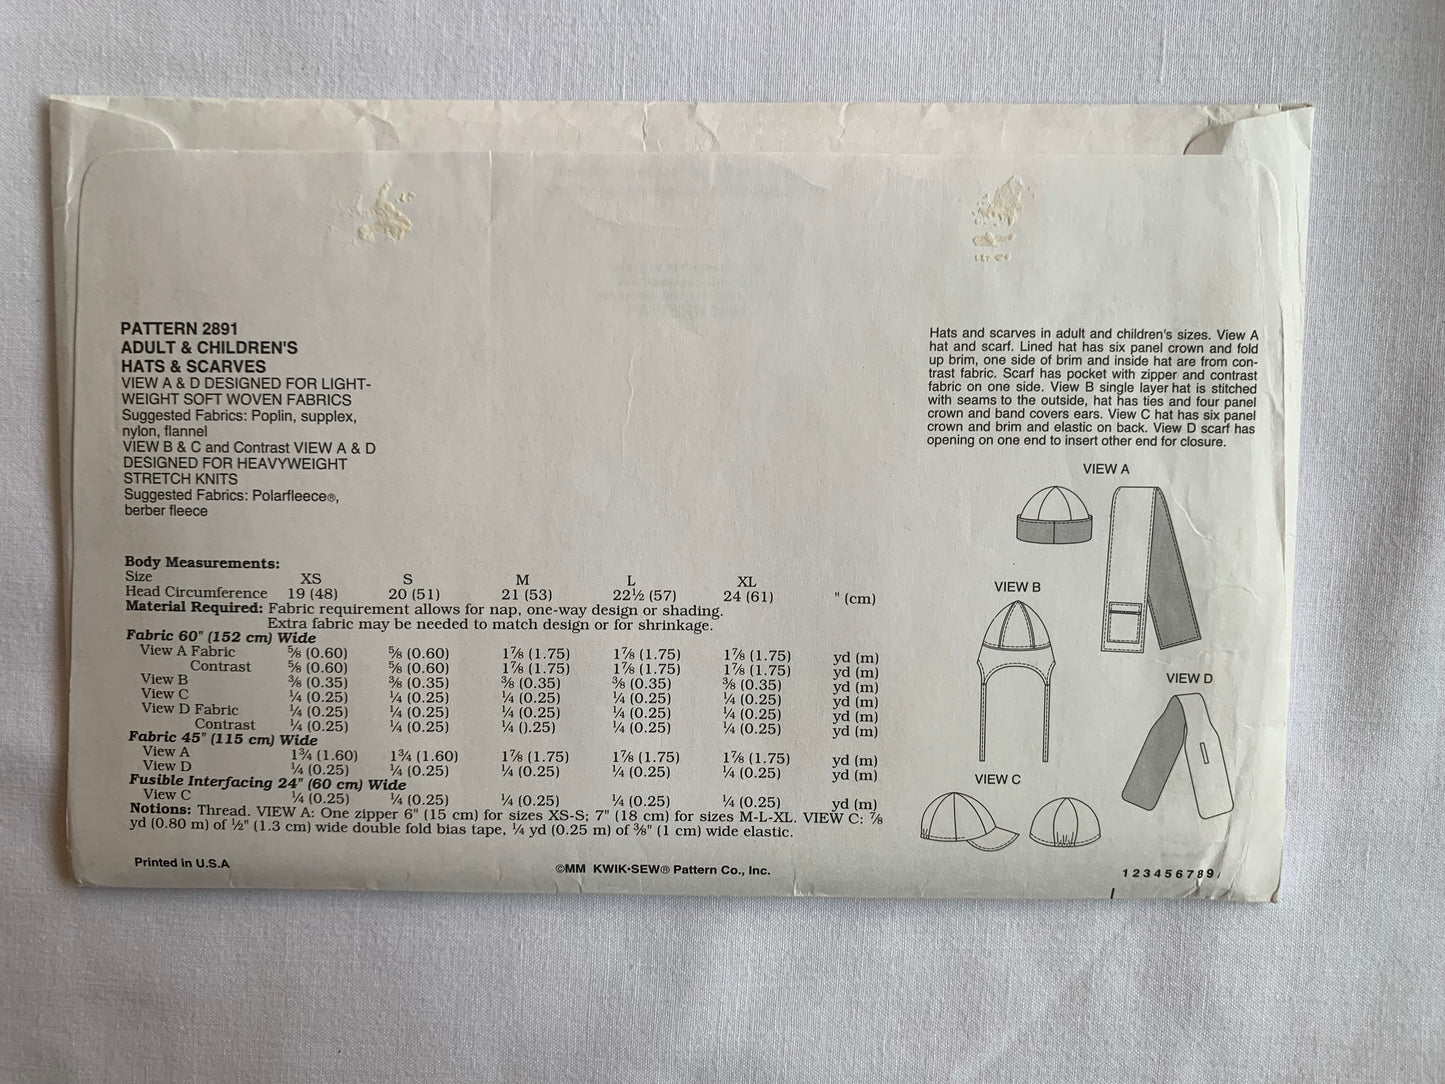 PATTERN 2891
ADULT & CHILDREN'S
HATS & SCARVES
VIEW A & D DESIGNED FOR LIGHT-
WEIGHT SOFT WOVEN FABRICS
Suggested Fabrics: Poplin, supplex,
nylon, flannel
VIEW B & C and Contrast VIEW A & D
DESIGNED FOR HEAVYWEIGHT
STRETCH KNITS
Suggested Fabrics: Polarfleece®,
berber fleece
Hats and scarves in adult and children's sizes. View A
hat and scarf. Lined hat has six panel crown and fold
up brim, one side of brim and inside hat are from con-
trast fabric. Scarf has pocket with zipper and contrast
fabric on one side. View B single layer hat is stitched
with seams to the outside, hat has ties and four panel
crown and band covers ears. View C hat has six panel
crown and brim and elastic on back. View D scarf has
opening on one end to insert other end for closure.
VIEW A
VIEW B
VIEW D
VIEW C
Body Measurements:
Size XS S M L XL
Head Circumference 19 (48) 20 (51) 21 (53) 22½ (57) 24 (61) " (cm)
Material Required: Fabric requirement allows for nap, one-way design or shading.
Extra fabric may be needed to match design or for shrinkage.
Fabric 60" (152 cm) Wide
View A Fabric ⅝ (0.60) ⅝ (0.60) 1⅞ (1.75) 1⅞ (1.75) 1⅞ (1.75) yd (m)
Contrast ⅝ (0.60) ⅝ (0.60) 1⅞ (1.75) 1⅞ (1.75) 1⅞ (1.75) yd (m)
View B ⅜ (0.35) ⅜ (0.35) ⅜ (0.35) ⅜ (0.35) ⅜ (0.35) yd (m)
View C ¼ (0.25) ¼ (0.25) ¼ (0.25) ¼ (0.25) ¼ (0.25) yd (m)
View D Fabric ¼ (0.25) ¼ (0.25) ¼ (0.25) ¼ (0.25) ¼ (0.25) yd (m)
Contrast ¼ (0.25) ¼ (0.25) ¼ ().25) ¼ (0.25) ¼ (0.25) yd (m)
Fabric 45" (115 cm) Wide
View A 1¾ (1.60) 1¾ (1.60) 1⅞ (1.75) 1⅞ (1.75) 1⅞ (1.75) yd (m)
View D ¼ (0.25) ¼ (0.25) ¼ (0.25) ¼ (0.25) ¼ (0.25) yd (m)
Fusible Interfacing 24" (60 cm) Wide
View C ¼ (0.25) ¼ (0.25) ¼ (0.25) ¼ (0.25) ¼ (0.25) yd (m)
Notions: Thread. VIEW A: One zipper 6" (15 cm) for sizes XS-S; 7" (18 cm) for sizes M-L-XL. VIEW C: ⅞
yd (0.80 m) of ½" (1.3 cm) wide double fold bias tape, ¼ yd (0.25 m) of ⅜" (1 cm) wide elastic.
Printed in U.S.A
©MM KWIK•SEW® Pattern Co., Inc.
1 2 3 4 5 6 7 8 9